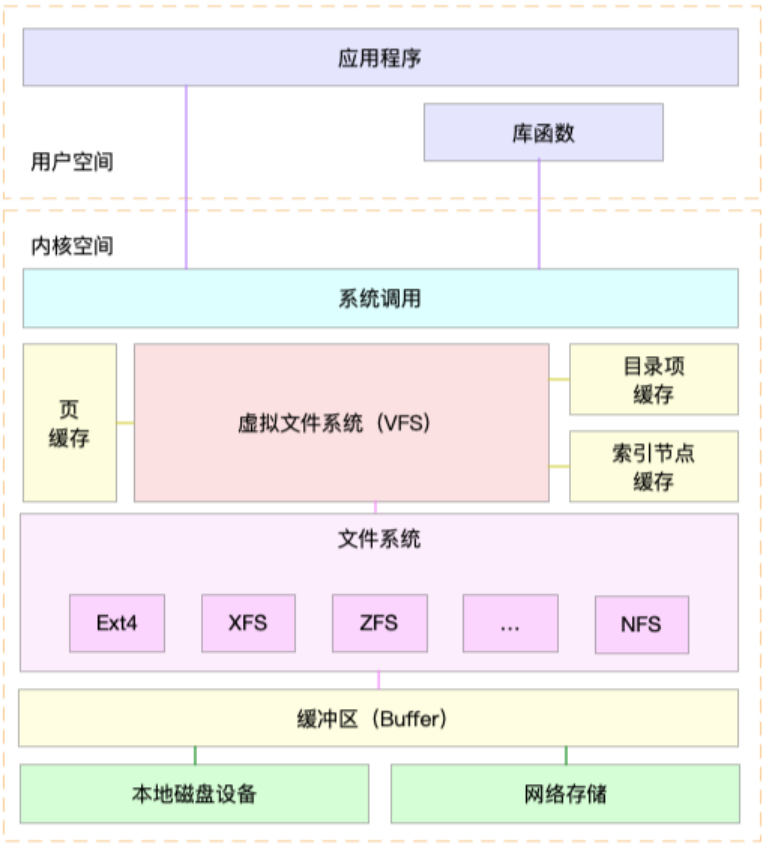 应用程序
库函数
用户空间
内核空间
系统调用
页
缓存
虚拟文件系统（VFS）
目录项
缓存
索引节点
缓存
文件系统
Ext4
XFS
ZFS
...
NFS
缓冲区（Buffer）
本地磁盘设备
网络存储